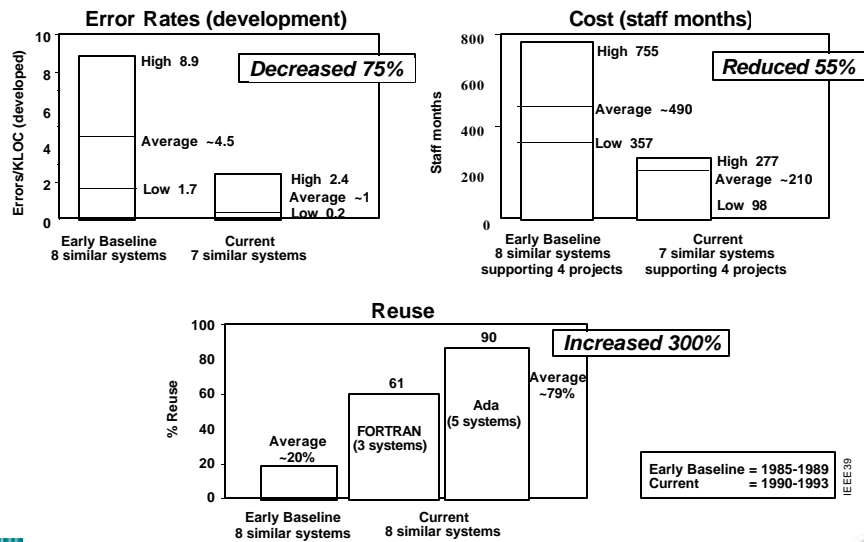 Error Rates (development)
10
8
6
4
2
0
Errors/KLOC (developed)
High 8.9
Average ~4.5
Low 1.7
Decreased 75%
High 2.4
Average ~1
Low 0.2
Early Baseline
8 similar systems
Current
7 similar systems
Cost (staff months)
800
600
400
200
0
Staff months
High 755
Average ~490
Low 357
Reduced 55%
High 277
Average ~210
Low 98
Early Baseline
8 similar systems
supporting 4 projects
Current
7 similar systems
supporting 4 projects
Reuse
100
80
60
40
20
0
% Reuse
Average
~20%
61
FORTRAN
(3 systems)
90
Ada
(5 systems)
Increased 300%
Average
~79%
Early Baseline
8 similar systems
Current
8 similar systems
Early Baseline = 1985-1989
Current = 1990-1993
IEEE39